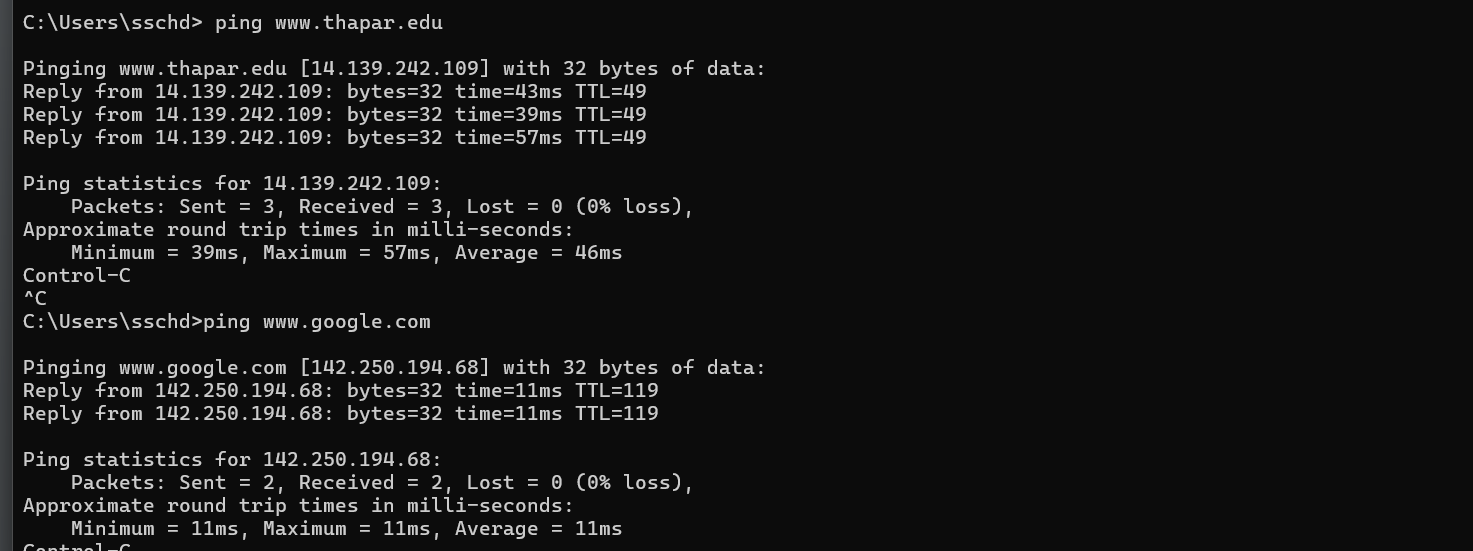 C:\Users\sschd> ping www.thapar.edu
Pinging www.thapar.edu [14.139.242.109] with 32 bytes of data:
Reply from 14.139.242.109: bytes=32 time=43ms TTL=49
Reply from 14.139.242.109: bytes=32 time=39ms TTL=49
Reply from 14.139.242.109: bytes=32 time=57ms TTL=49
Ping statistics for 14.139.242.109:
    Packets: Sent = 3, Received = 3, Lost = 0 (0% loss),
Approximate round trip times in milli-seconds:
    Minimum = 39ms, Maximum = 57ms, Average = 46ms
Control-C
^C
C:\Users\sschd>ping www.google.com
Pinging www.google.com [142.250.194.68] with 32 bytes of data:
Reply from 142.250.194.68: bytes=32 time=11ms TTL=119
Reply from 142.250.194.68: bytes=32 time=11ms TTL=119
Ping statistics for 142.250.194.68:
    Packets: Sent = 2, Received = 2, Lost = 0 (0% loss),
Approximate round trip times in milli-seconds:
    Minimum = 11ms, Maximum = 11ms, Average = 11ms
Control-C